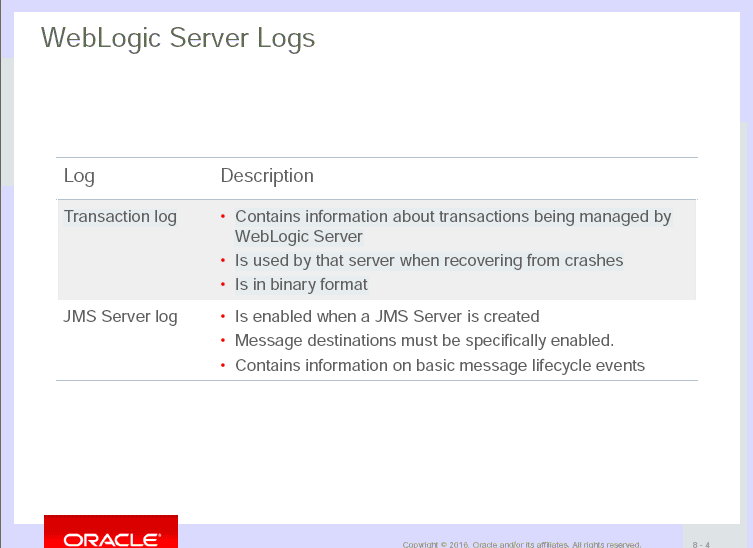 WebLogic Server Logs
Log Description
Transaction log • Contains information about transactions being managed by
WebLogic Server
• Is used by that server when recovering from crashes
• Is in binary format
JMS Server log • Is enabled when a JMS Server is created
• Message destinations must be specifically enabled.
• Contains information on basic message lifecycle events
ORACLE®
Copyright © 2016, Oracle and/or its affiliates. All rights reserved. 8 - 4